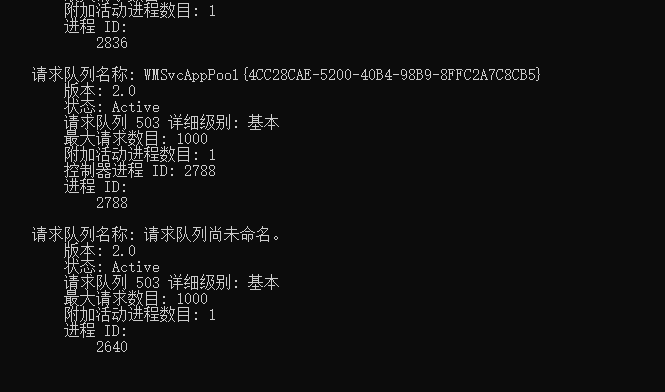 附加活动进程数目: 1
进程 ID:
2836
请求队列名称: WMSvcAppPool{4CC28CAE-5200-40B4-98B9-8FFC2A7C8CB5}
版本: 2.0
状态: Active
请求队列 503 详细级别: 基本
最大请求数目: 1000
附加活动进程数目: 1
控制器进程 ID: 2788
进程 ID:
2788
请求队列名称: 请求队列尚未命名。
版本: 2.0
状态: Active
请求队列 503 详细级别: 基本
最大请求数目: 1000
附加活动进程数目: 1
进程 ID:
2640